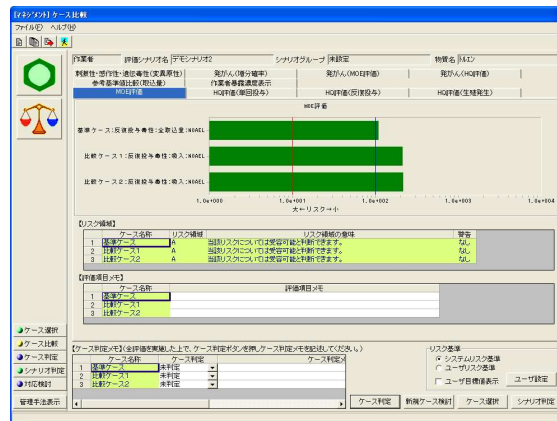 [マネジメント] ケース比較
ファイル(F) ヘルプ(H)
作業者 評価シナリオ名 デモシナリオ2 シナリオグループ 未設定 物質名 トルエン
刺激性・感作性・遺伝毒性(変異原性) 発がん(増分確率) 発がん(MOE評価) 発がん(HQ評価)
参考基準値比較(取込量) 作業者暴露濃度表示
MOE評価 HQ評価(単回投与) HQ評価(反復投与) HQ評価(生殖発生)
MOE評価
基準ケース:反復投与毒性:全取込量:NOAEL
比較ケース1:反復投与毒性:吸入:NOAEL
比較ケース2:反復投与毒性:吸入:NOAEL
1.0e+000 1.0e+001 1.0e+002 1.0e+003 1.0e+004
大←リスク→小
【リスク領域】
ケース名称 リスク領域 リスク領域の意味 警告
1 基準ケース A 当該リスクについては受容可能と判断できます。 なし
2 比較ケース1 A 当該リスクについては受容可能と判断できます。 なし
3 比較ケース2 A 当該リスクについては受容可能と判断できます。 なし
【評価項目メモ】
ケース名称 評価項目メモ
1 基準ケース
2 比較ケース1
3 比較ケース2
ケース選択
ケース比較
ケース判定
シナリオ判定
対応検討
管理手法表示
【ケース判定メモ】(全評価を実施した上で、ケース判定ボタンを押しケース判定メモを記述してください。)
ケース名称 ケース判定 ケース判定メ
1 基準ケース 未判定
2 比較ケース1 未判定
3 比較ケース2 未判定
リスク基準
システムリスク基準
ユーザリスク基準
ユーザ目標値表示 ユーザ設定
ケース判定 新規ケース検討 ケース選択 シナリオ判定